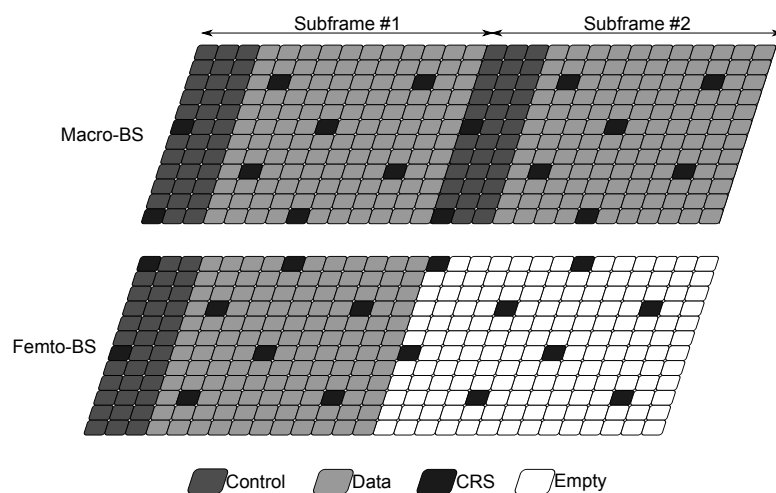 Subframe #1
Subframe #2
Macro-BS
Femto-BS
Control
Data
CRS
Empty